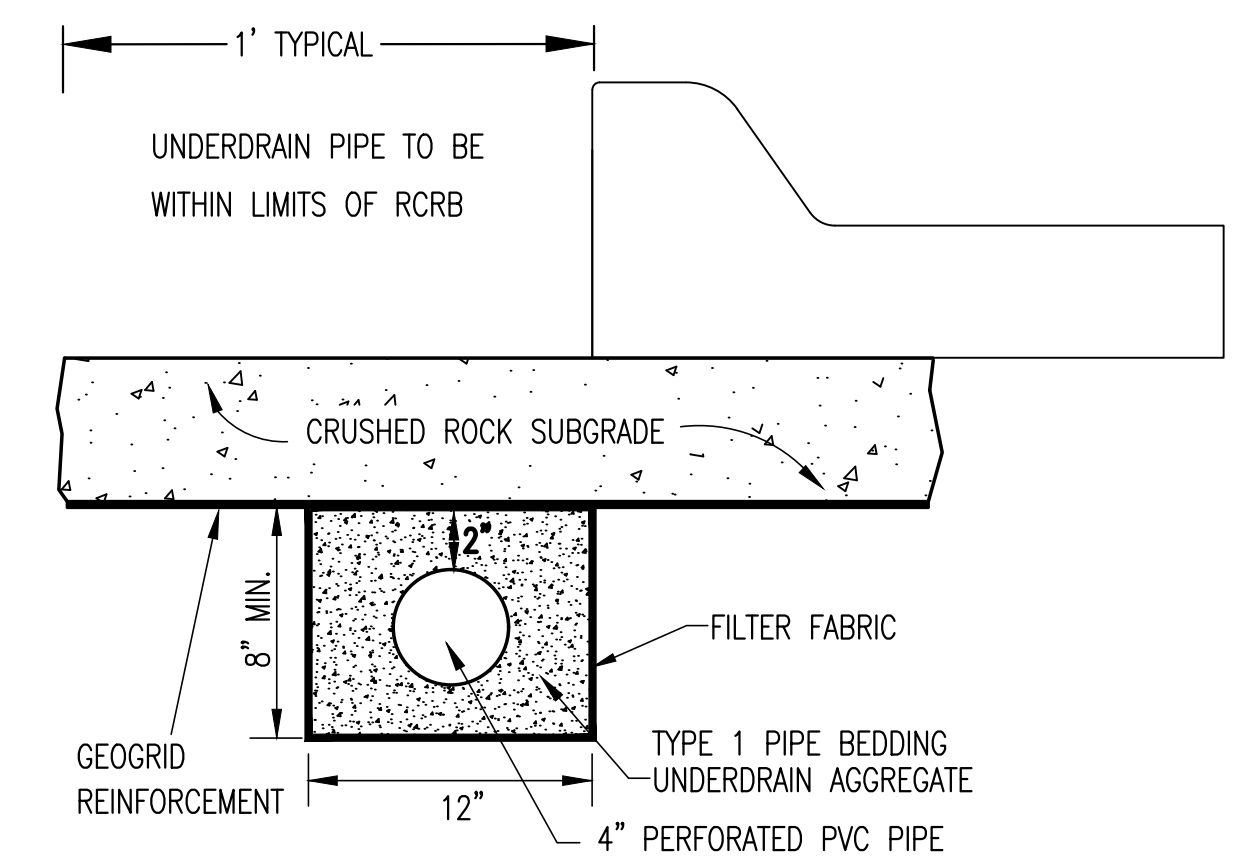 1' TYPICAL
UNDERDRAIN PIPE TO BE
WITHIN LIMITS OF RCRB
CRUSHED ROCK SUBGRADE
2"
8" MIN.
FILTER FABRIC
GEOGRID
REINFORCEMENT
TYPE 1 PIPE BEDDING
UNDERDRAIN AGGREGATE
12"
4" PERFORATED PVC PIPE